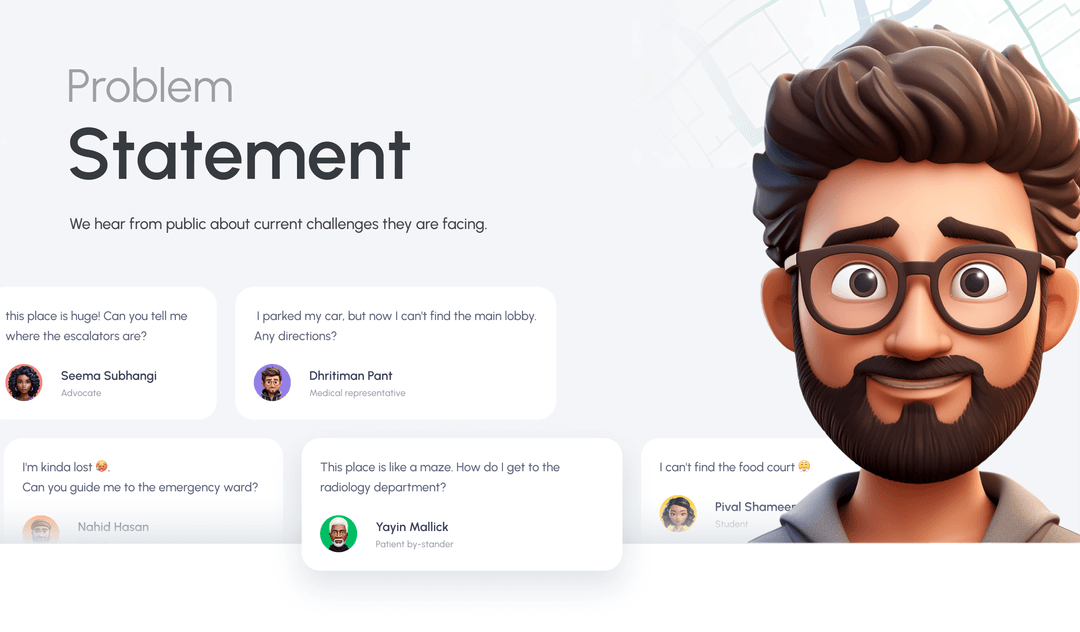 Problem
Statement
We hear from public about current challenges they are facing.
this place is huge! Can you tell me
where the escalators are?
Seema Subhangi
Advocate
I parked my car, but now I can't find the main lobby.
Any directions?
Dhritiman Pant
Medical representative
I'm kinda lost 🥵.
Can you guide me to the emergency ward?
Nahid Hasan
This place is like a maze. How do I get to the
radiology department?
Yayin Mallick
Patient by-stander
I can't find the food court 😳
Pival Shameer
Student